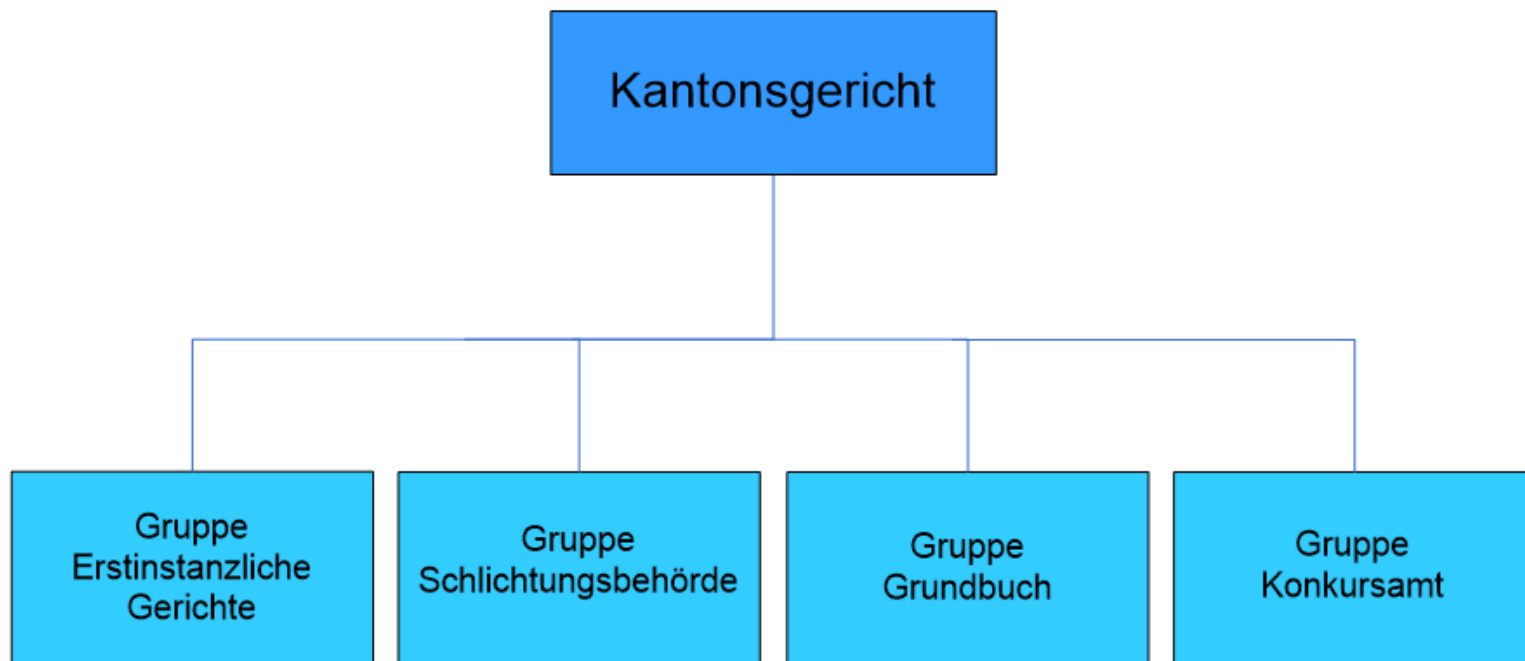 Kantonsgericht
Gruppe
Erstinstanzliche
Gerichte
Gruppe
Schlichtungsbehörde
Gruppe
Grundbuch
Gruppe
Konkursamt